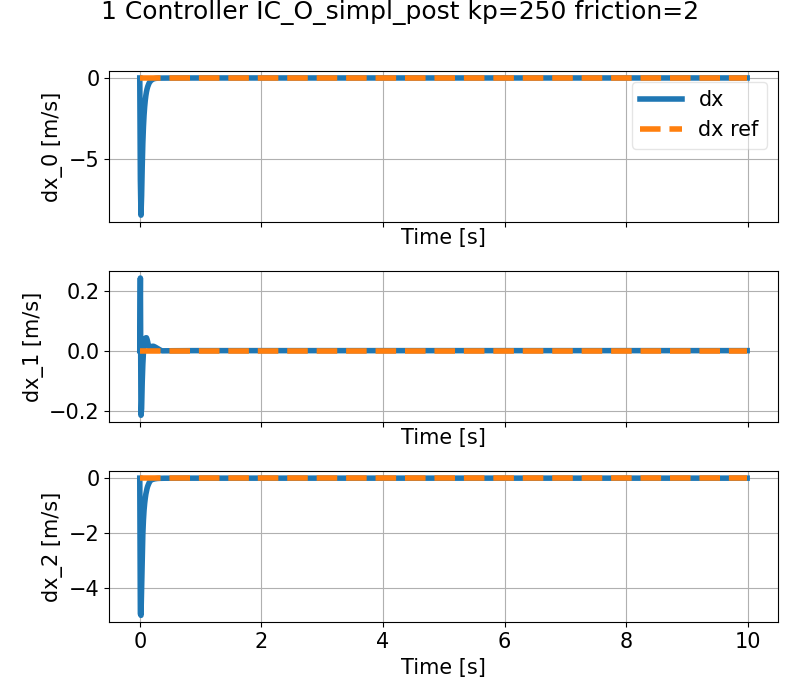 1 Controller IC_O_simpl_post kp=250 friction=2
0
−5
dx_0 [m/s]
dx
dx ref
Time [s]
0.2
0.0
−0.2
dx_1 [m/s]
Time [s]
0
−2
−4
dx_2 [m/s]
0 2 4 6 8 10
Time [s]